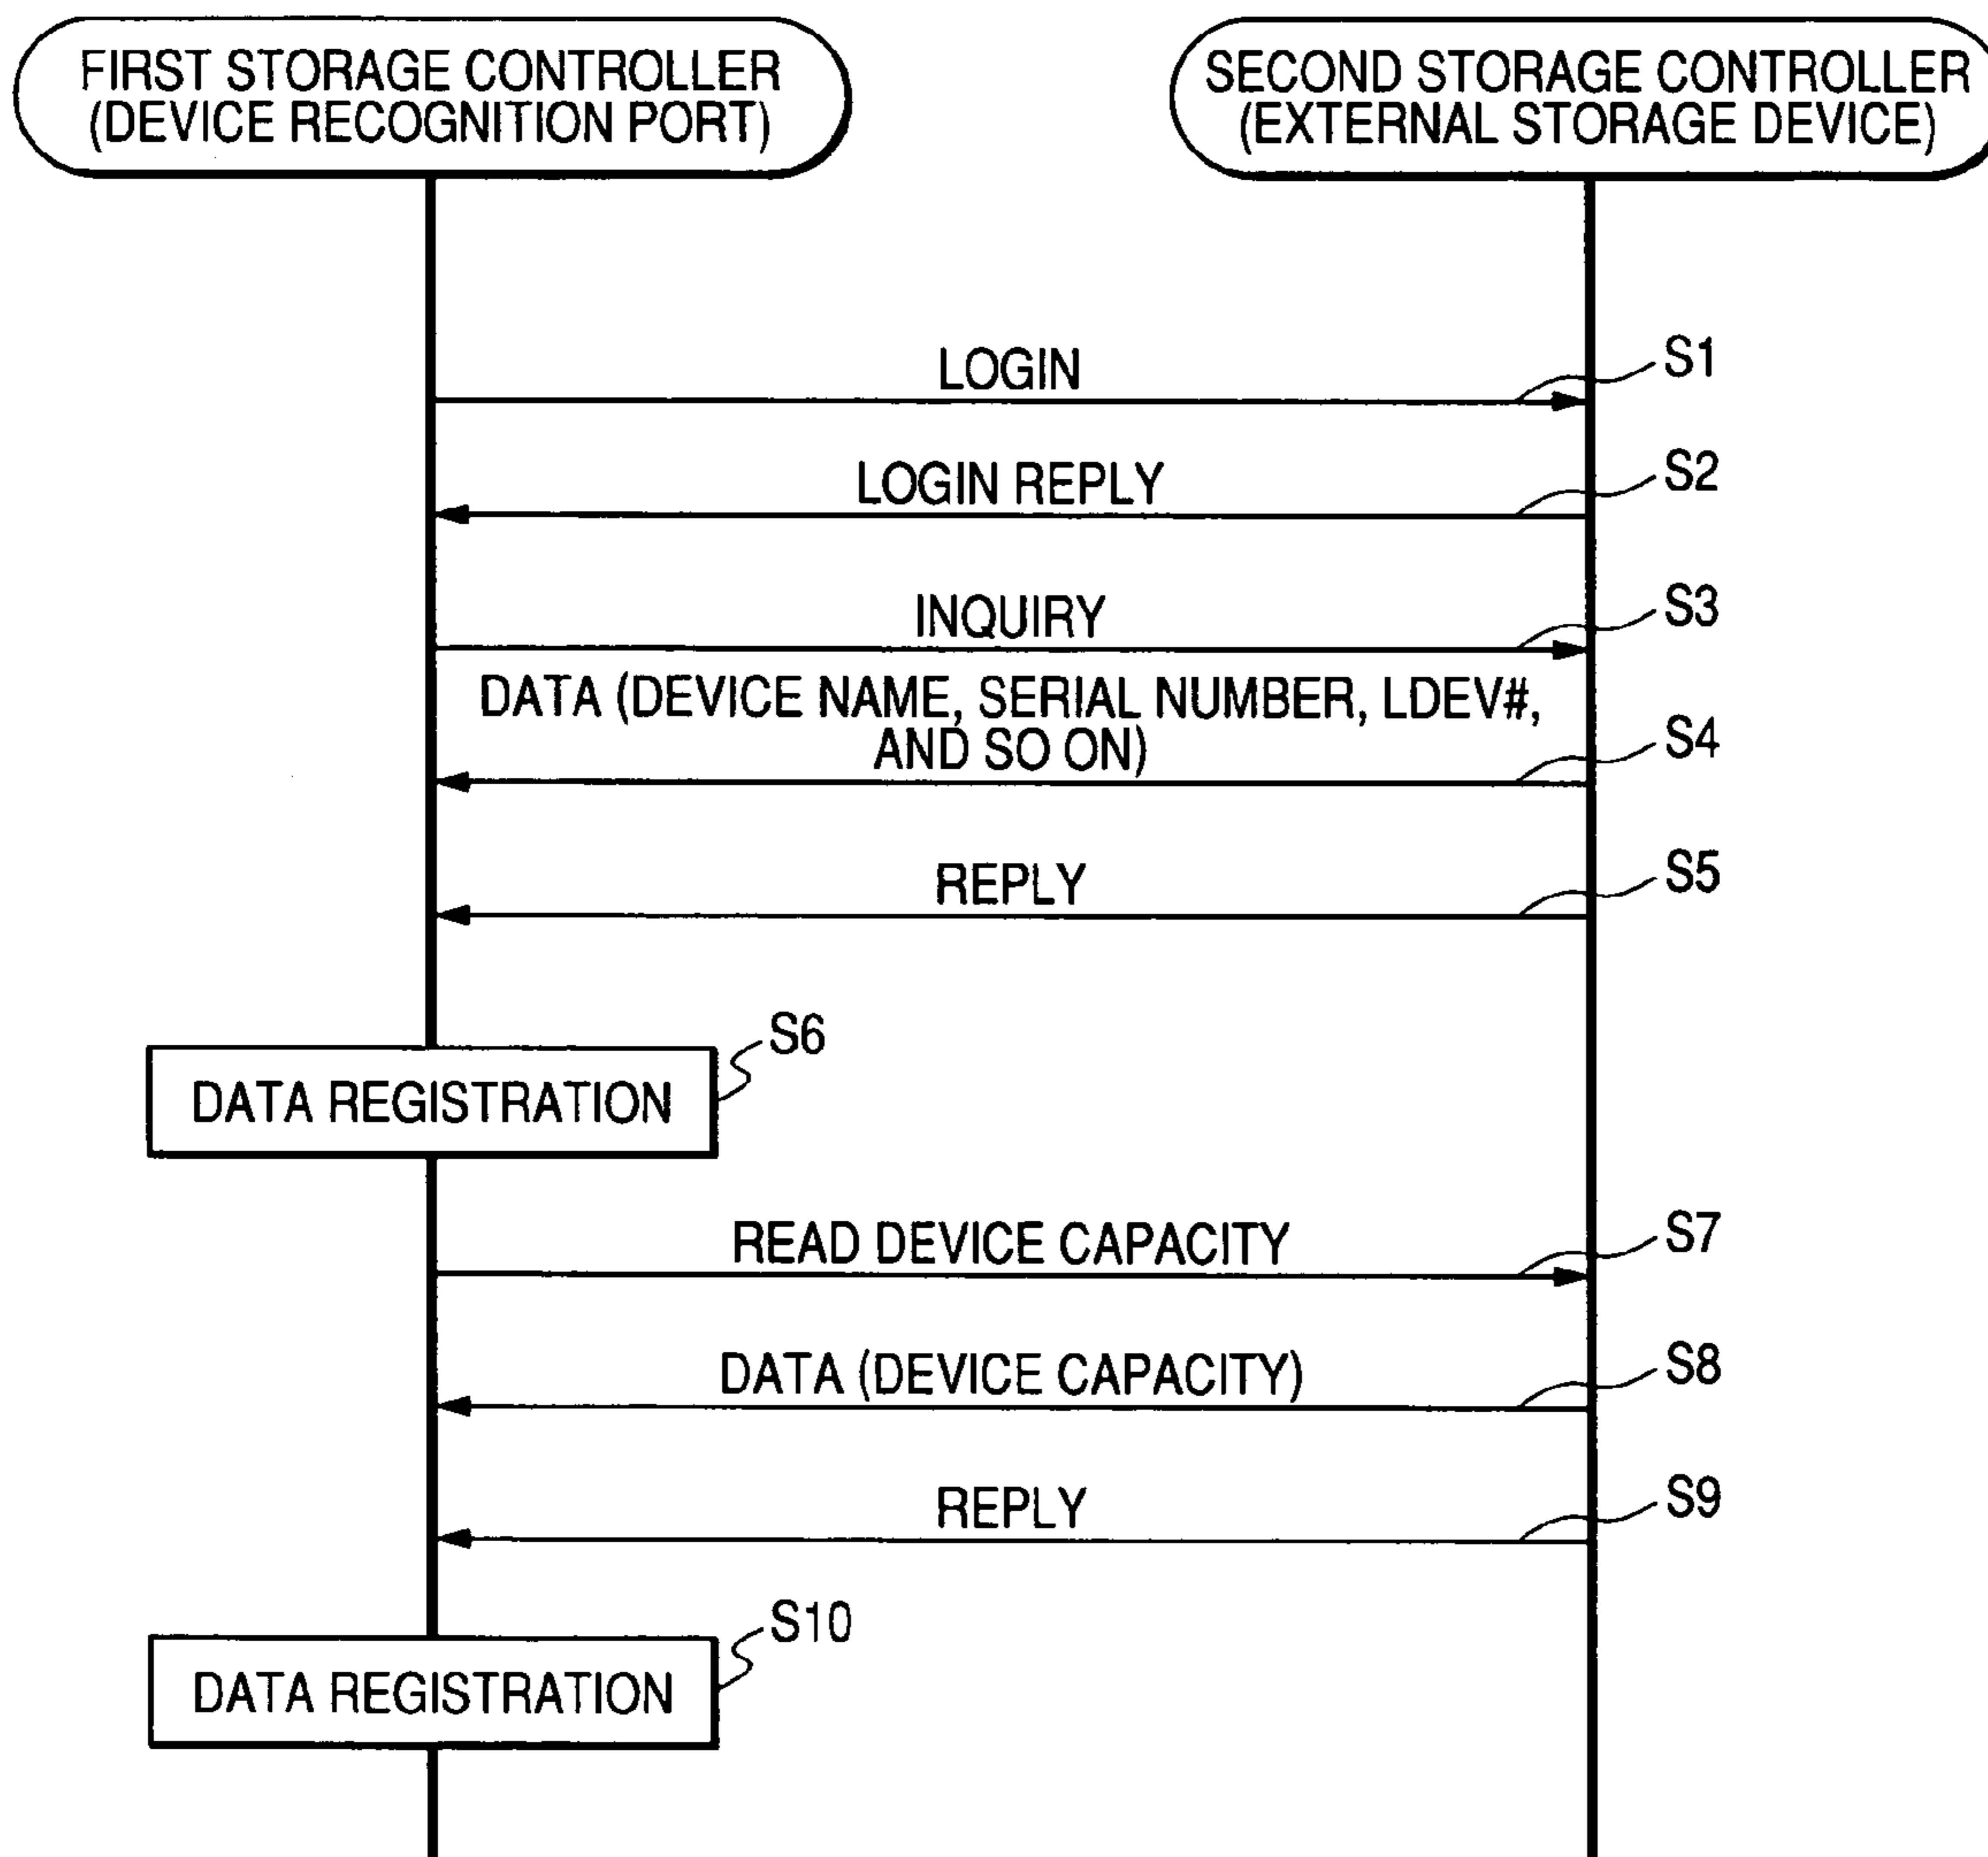 FIRST STORAGE CONTROLLER
(DEVICE RECOGNITION PORT)
SECOND STORAGE CONTROLLER
(EXTERNAL STORAGE DEVICE)
LOGIN
S1
LOGIN REPLY
S2
INQUIRY
S3
DATA (DEVICE NAME, SERIAL NUMBER, LDEV#,
AND SO ON)
S4
REPLY
S5
S6
DATA REGISTRATION
READ DEVICE CAPACITY
S7
DATA (DEVICE CAPACITY)
S8
REPLY
S9
S10
DATA REGISTRATION